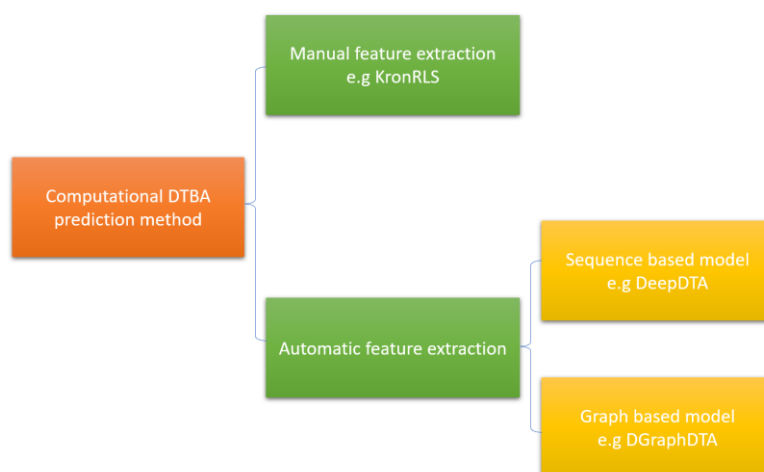 Manual feature extraction
e.g KronRLS
Computational DTBA
prediction method
Automatic feature extraction
Sequence based model
e.g DeepDTA
Graph based model
e.g DGraphDTA